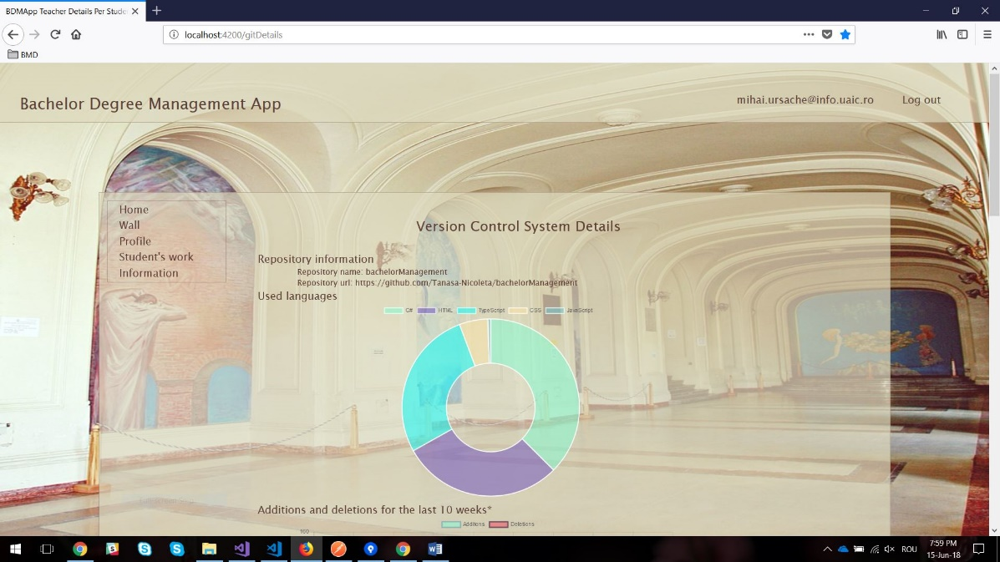 BDMApp Teacher Details Per Stude
localhost:4200/gitDetails
BMD
Bachelor Degree Management App
mihai.ursache@info.uaic.ro
Log out
Home
Wall
Profile
Student's work
Information
Version Control System Details
Repository information
Repository name: bachelorManagement
Repository url: https://github.com/Tanasa-Nicoleta/bachelorManagement
Used languages
C# HTML TypeScript CSS JavaScript
Additions and deletions for the last 10 weeks*
Additions Deletions
ROU
7:59 PM
15-Jun-18